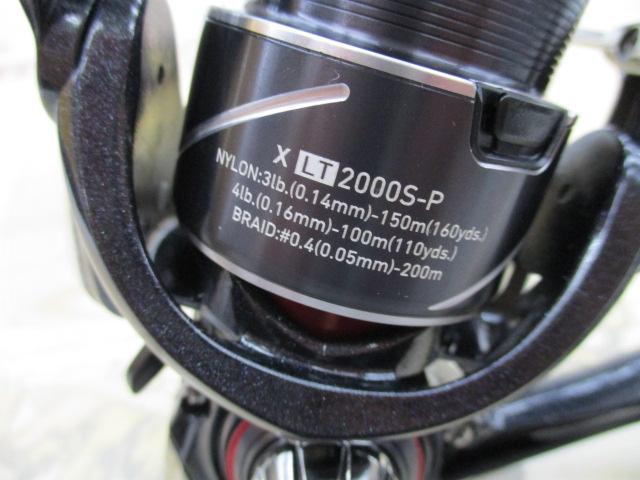 X LT 2000S-P
NYLON:3lb.(0.14mm)-150m(160yds.)
4lb.(0.16mm)-100m(110yds.)
BRAID:#0.4(0.05mm)-200m